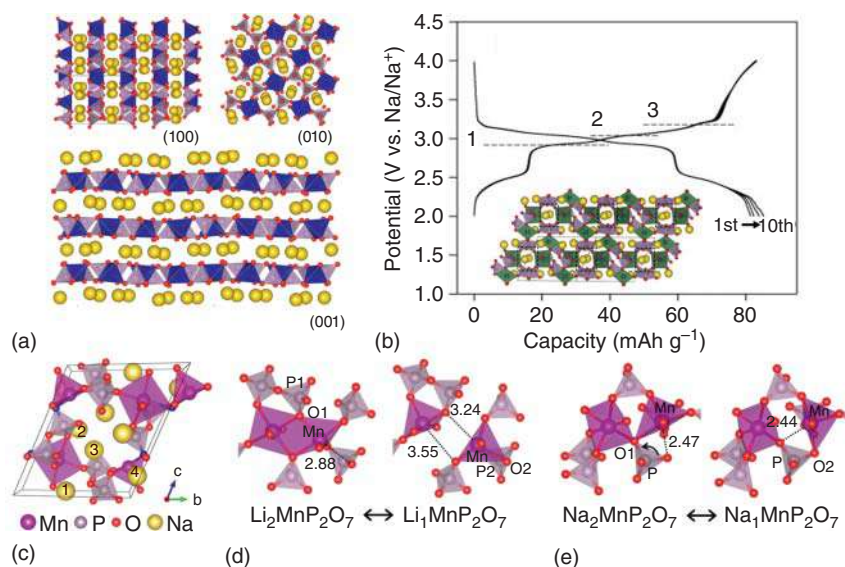 (100)
(010)
(001)
(a)
Potential (V vs. Na/Na⁺)
4.5
4.0
3.5
3.0
2.5
2.0
1.5
1.0
1
2
3
1st → 10th
0
20
40
60
80
Capacity (mAh g⁻¹)
(b)
2
3
4
1
c
b
Mn P O Na
(c)
P1
O1
Mn
2.88
3.24
3.55
Mn
P2
O2
Li₂MnP₂O₇ ↔ Li₁MnP₂O₇
(d)
Mn
O1
2.47
P
2.44
Mn
P
O2
Na₂MnP₂O₇ ↔ Na₁MnP₂O₇
(e)